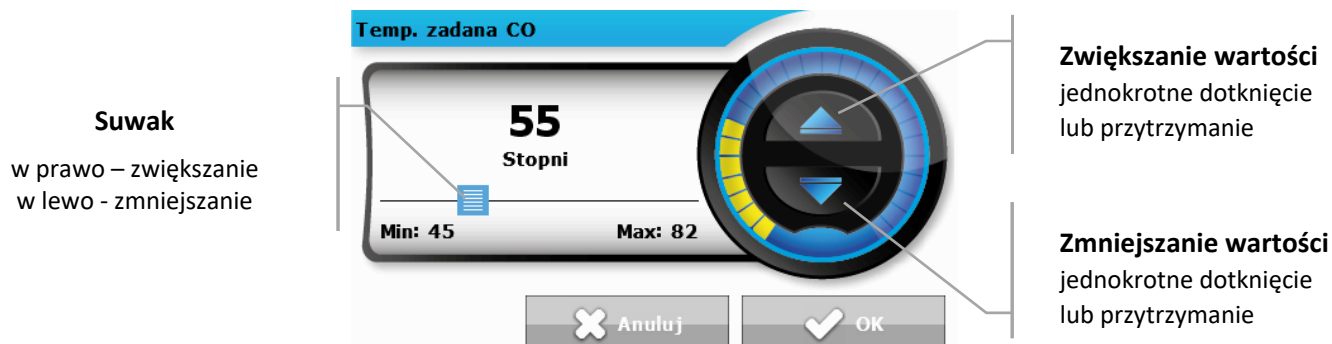 Temp. zadana CO
Suwak
w prawo – zwiększanie
w lewo - zmniejszanie
55
Stopni
Min: 45
Max: 82
Anuluj
OK
Zwiększanie wartości
jednokrotne dotknięcie
lub przytrzymanie
Zmniejszanie wartości
jednokrotne dotknięcie
lub przytrzymanie